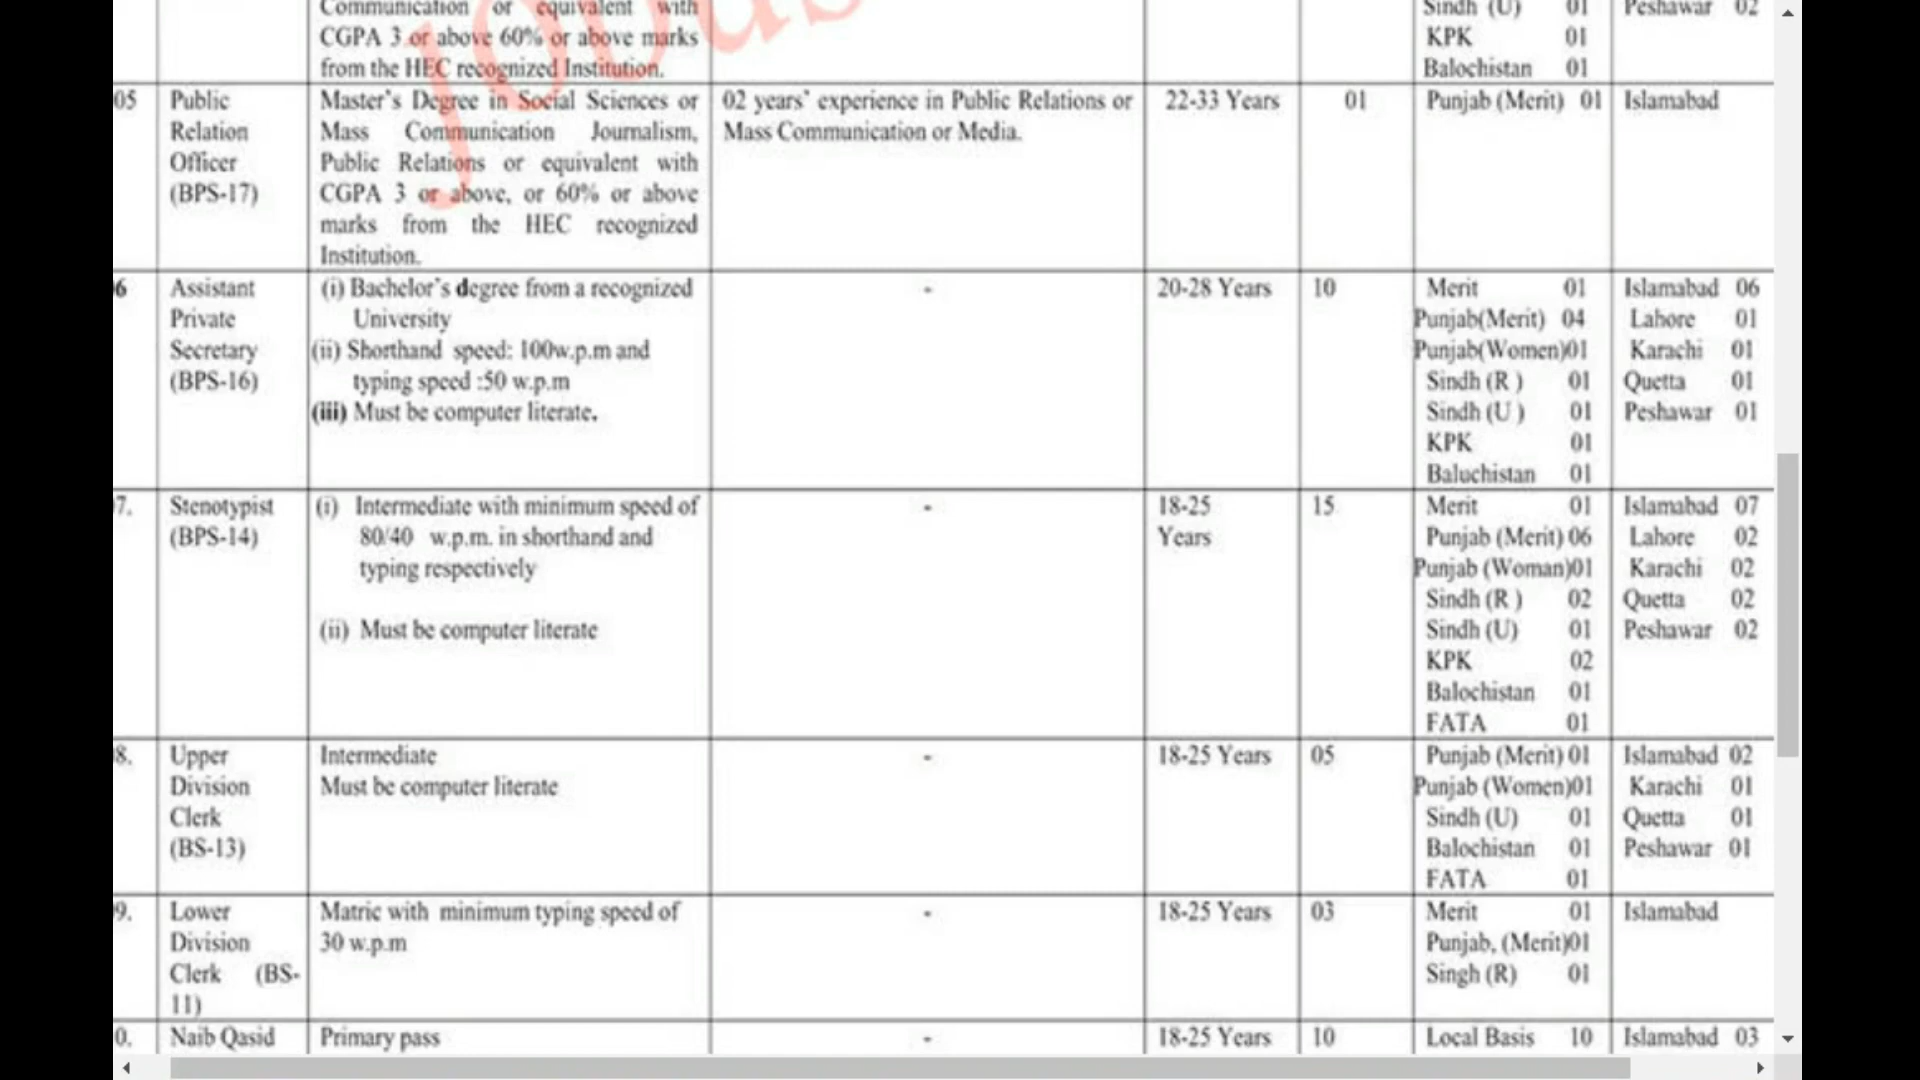 Communication or equivalent with
CGPA 3 or above 60% or above marks
from the HEC recognized Institution.
Sindh (U) 01
KPK 01
Balochistan 01
Peshawar 02
05
Public
Relation
Officer
(BPS-17)
Master's Degree in Social Sciences or
Mass Communication Journalism,
Public Relations or equivalent with
CGPA 3 or above, or 60% or above
marks from the HEC recognized
Institution.
02 years' experience in Public Relations or
Mass Communication or Media.
22-33 Years
01
Punjab (Merit) 01
Islamabad
6
Assistant
Private
Secretary
(BPS-16)
(i) Bachelor's degree from a recognized
University
(ii) Shorthand speed: 100w.p.m and
typing speed :50 w.p.m
(iii) Must be computer literate.
-
20-28 Years
10
Merit 01
Punjab(Merit) 04
Punjab(Women)01
Sindh (R ) 01
Sindh (U ) 01
KPK 01
Baluchistan 01
Islamabad 06
Lahore 01
Karachi 01
Quetta 01
Peshawar 01
7.
Stenotypist
(BPS-14)
(i) Intermediate with minimum speed of
80/40 w.p.m. in shorthand and
typing respectively
(ii) Must be computer literate
-
18-25
Years
15
Merit 01
Punjab (Merit) 06
Punjab (Woman)01
Sindh (R ) 02
Sindh (U) 01
KPK 02
Balochistan 01
FATA 01
Islamabad 07
Lahore 02
Karachi 02
Quetta 02
Peshawar 02
8.
Upper
Division
Clerk
(BS-13)
Intermediate
Must be computer literate
-
18-25 Years
05
Punjab (Merit) 01
Punjab (Women)01
Sindh (U) 01
Balochistan 01
FATA 01
Islamabad 02
Karachi 01
Quetta 01
Peshawar 01
9.
Lower
Division
Clerk (BS-
11)
Matric with minimum typing speed of
30 w.p.m
-
18-25 Years
03
Merit 01
Punjab, (Merit)01
Singh (R) 01
Islamabad
0.
Naib Qasid
Primary pass
-
18-25 Years
10
Local Basis 10
Islamabad 03